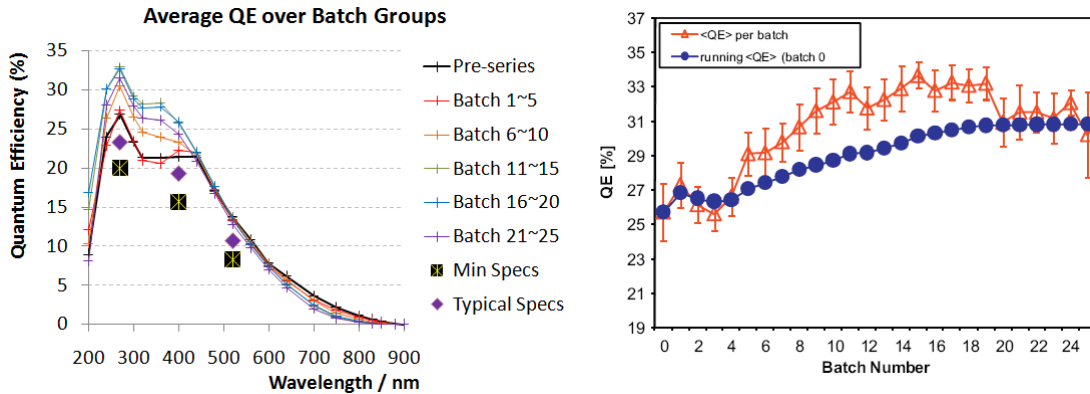 Average QE over Batch Groups
Quantum Efficiency (%)
35
30
25
20
15
10
5
0
200 300 400 500 600 700 800 900
Wavelength / nm
Pre-series
Batch 1~5
Batch 6~10
Batch 11~15
Batch 16~20
Batch 21~25
Min Specs
Typical Specs
QE [%]
37
35
33
31
29
27
25
23
21
19
<QE> per batch
running <QE> (batch 0
0 2 4 6 8 10 12 14 16 18 20 22 24
Batch Number